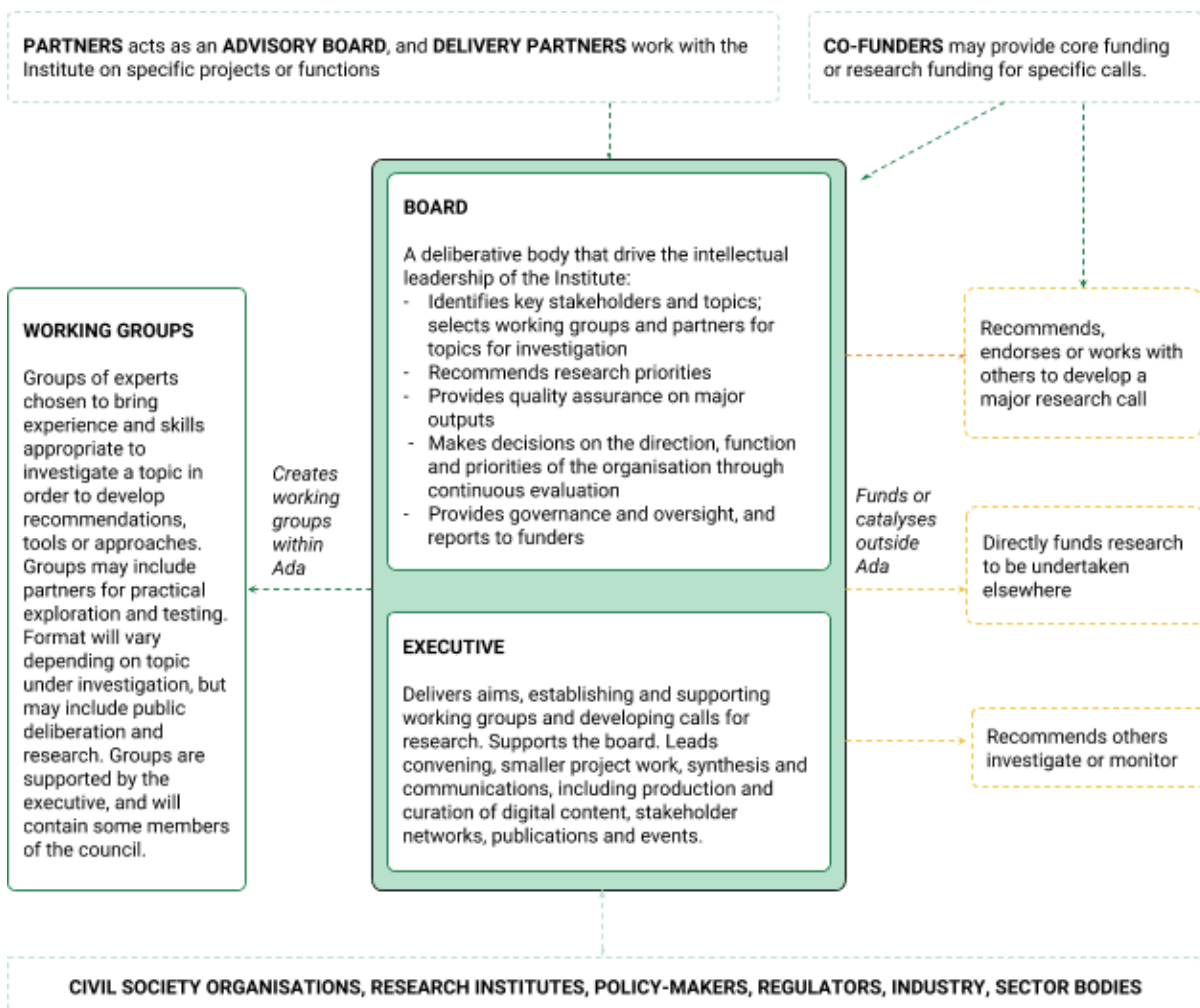 PARTNERS acts as an ADVISORY BOARD, and DELIVERY PARTNERS work with the
Institute on specific projects or functions
CO-FUNDERS may provide core funding
or research funding for specific calls.
BOARD
A deliberative body that drive the intellectual
leadership of the Institute:
- Identifies key stakeholders and topics;
selects working groups and partners for
topics for investigation
- Recommends research priorities
- Provides quality assurance on major
outputs
- Makes decisions on the direction, function
and priorities of the organisation through
continuous evaluation
- Provides governance and oversight, and
reports to funders
WORKING GROUPS
Groups of experts
chosen to bring
experience and skills
appropriate to
investigate a topic in
order to develop
recommendations,
tools or approaches.
Groups may include
partners for practical
exploration and testing.
Format will vary
depending on topic
under investigation, but
may include public
deliberation and
research. Groups are
supported by the
executive, and will
contain some members
of the council.
Creates
working
groups
within
Ada
EXECUTIVE
Delivers aims, establishing and supporting
working groups and developing calls for
research. Supports the board. Leads
convening, smaller project work, synthesis and
communications, including production and
curation of digital content, stakeholder
networks, publications and events.
Funds or
catalyses
outside
Ada
Recommends,
endorses or works with
others to develop a
major research call
Directly funds research
to be undertaken
elsewhere
Recommends others
investigate or monitor
CIVIL SOCIETY ORGANISATIONS, RESEARCH INSTITUTES, POLICY-MAKERS, REGULATORS, INDUSTRY, SECTOR BODIES